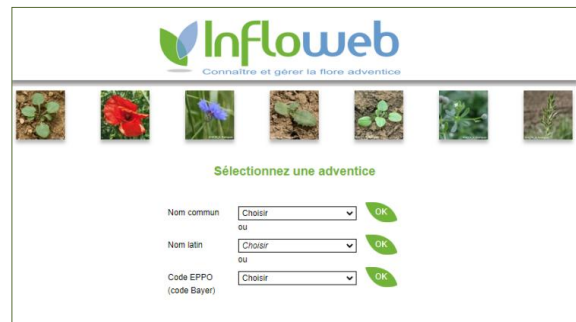 Infloweb
Connaître et gérer la flore adventice
Sélectionnez une adventice
Nom commun
Choisir
OK
ou
Nom latin
Choisir
OK
ou
Code EPPO
(code Bayer)
Choisir
OK